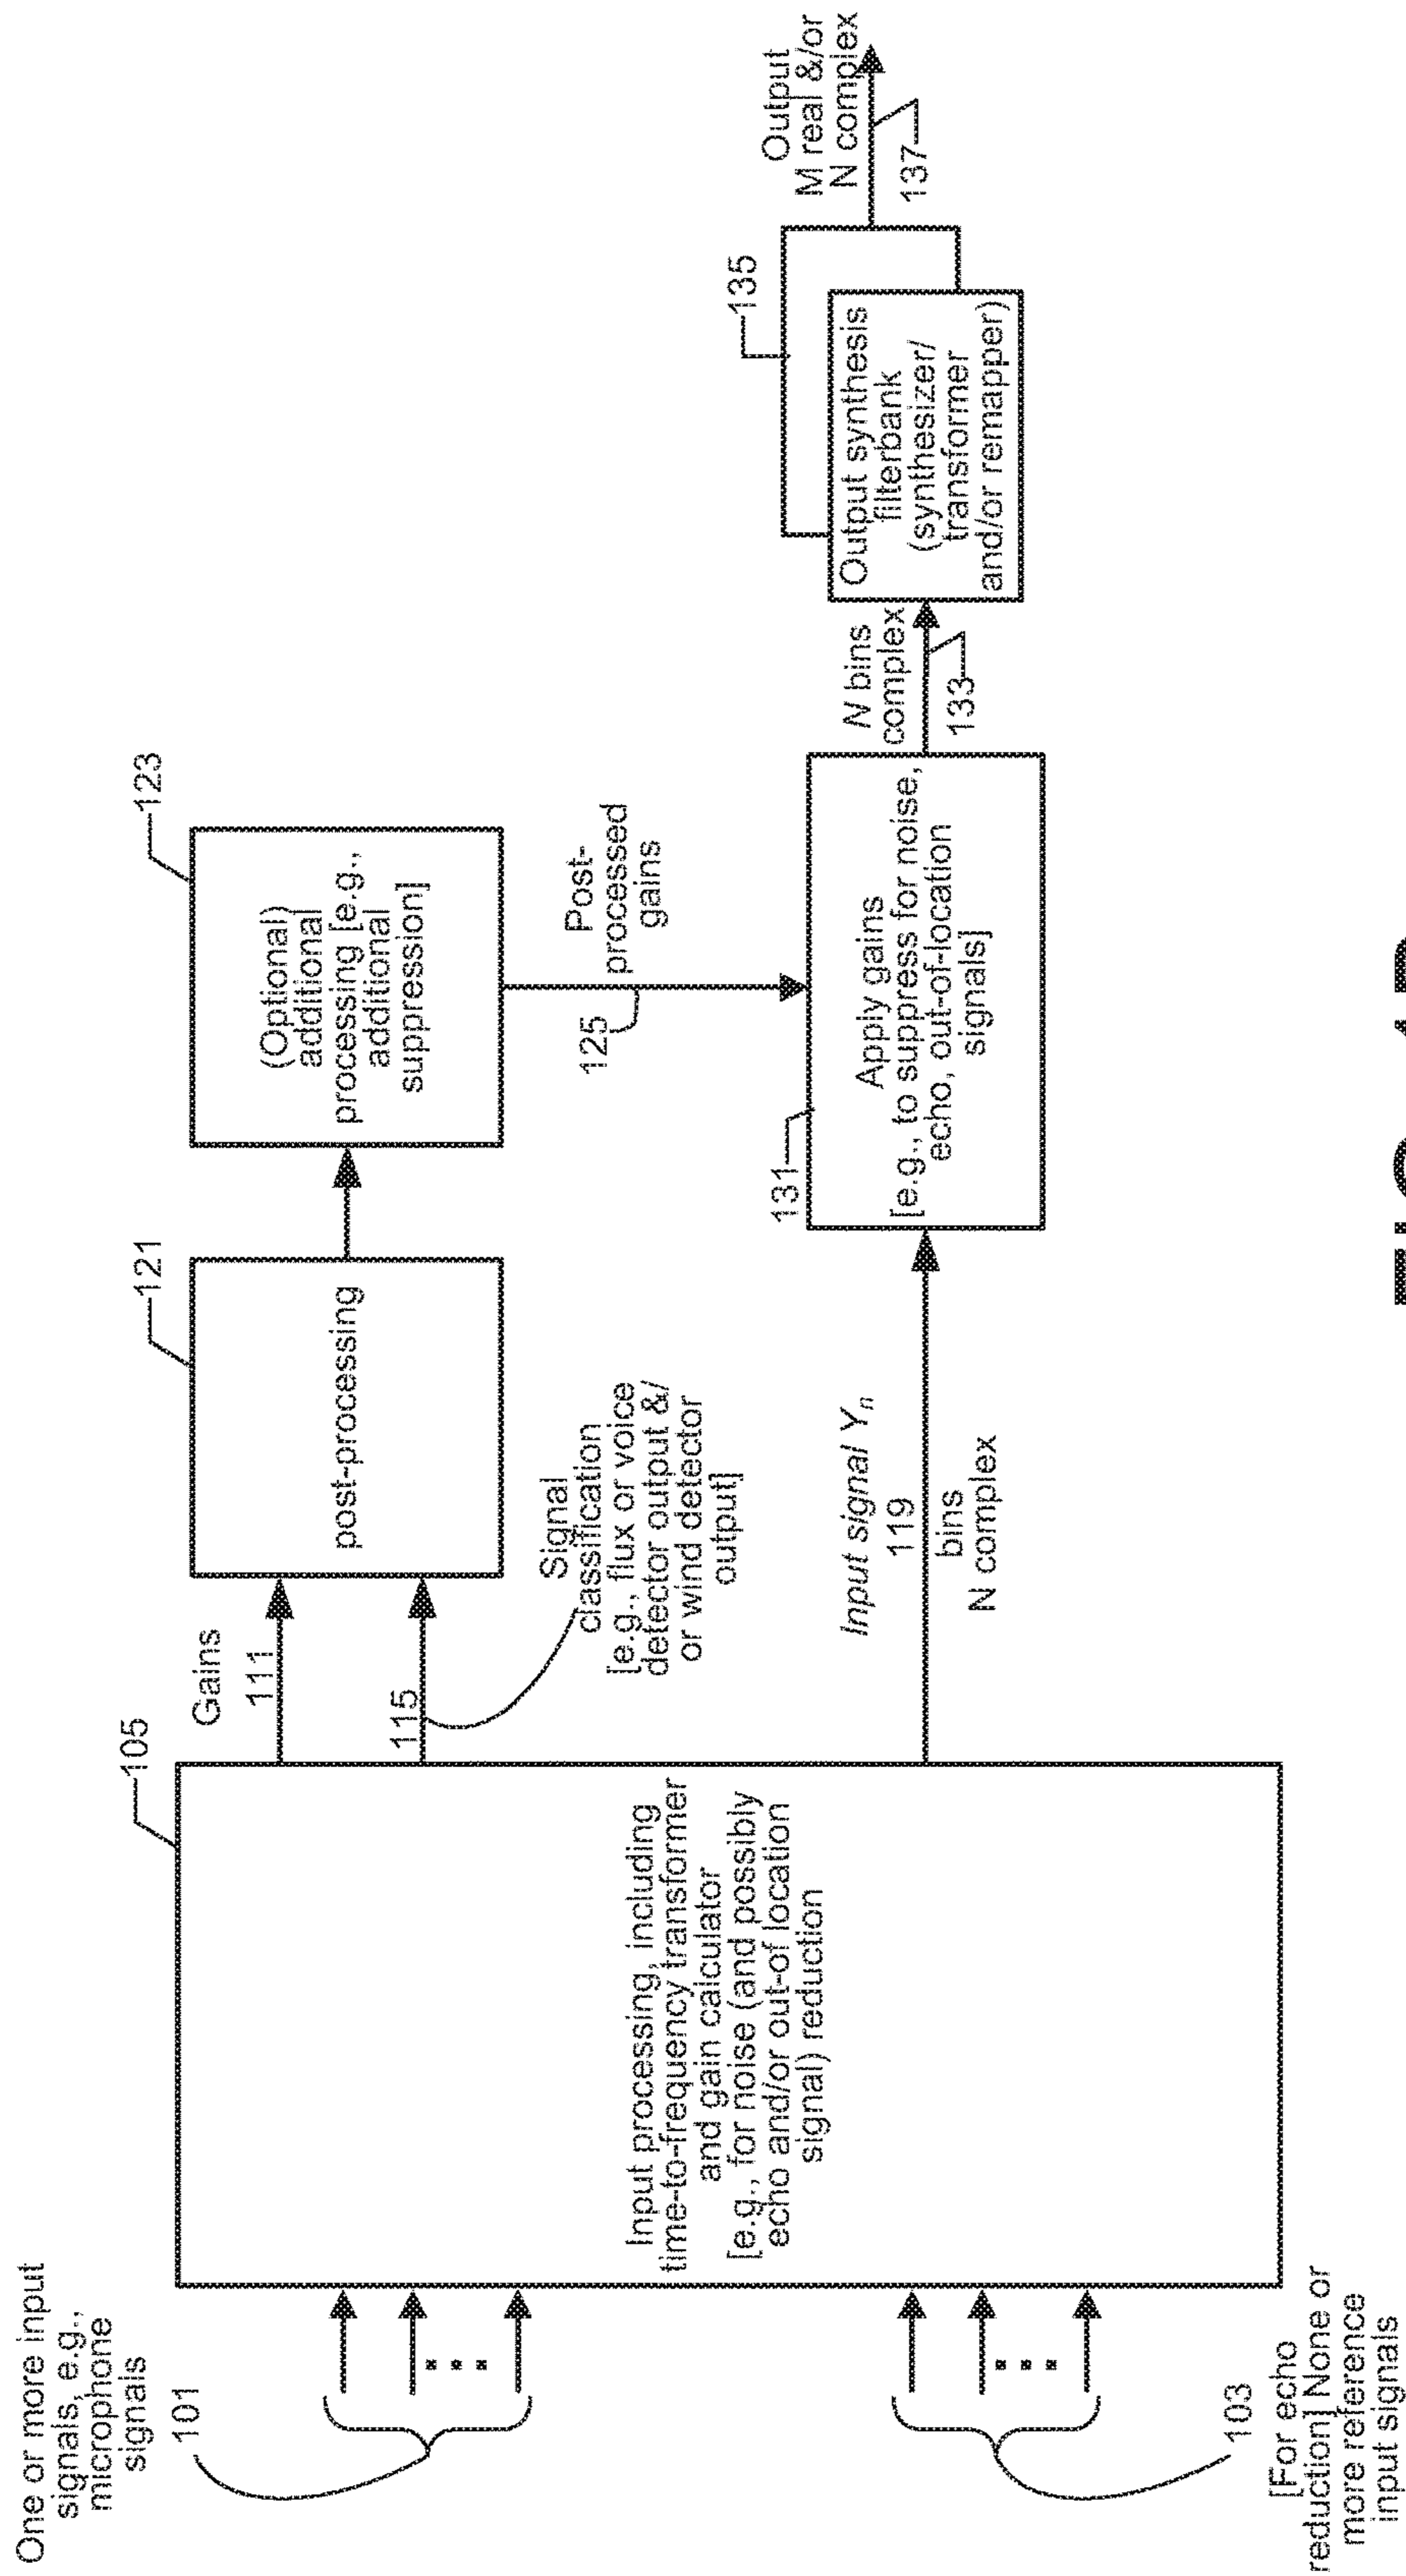 One or more input
signals, e.g.,
microphone
signals
101
[For echo
reduction] None or
more reference
input signals
103
105
Input processing, including
time-to-frequency transformer
and gain calculator
[e.g., for noise (and possibly
echo and/or out-of location
signal) reduction
Gains
111
115
Signal
classification
[e.g., flux or voice
detector output &/
or wind detector
output]
Input signal Yn
119
bins
N complex
121
post-processing
123
(Optional)
additional
processing [e.g.,
additional
suppression]
125
Post-
processed
gains
131
Apply gains
[e.g., to suppress for noise,
echo, out-of-location
signals]
N bins
complex
133
135
Output synthesis
filterbank
(synthesizer/
transformer
and/or remapper)
Output
M real &/or
N complex
137